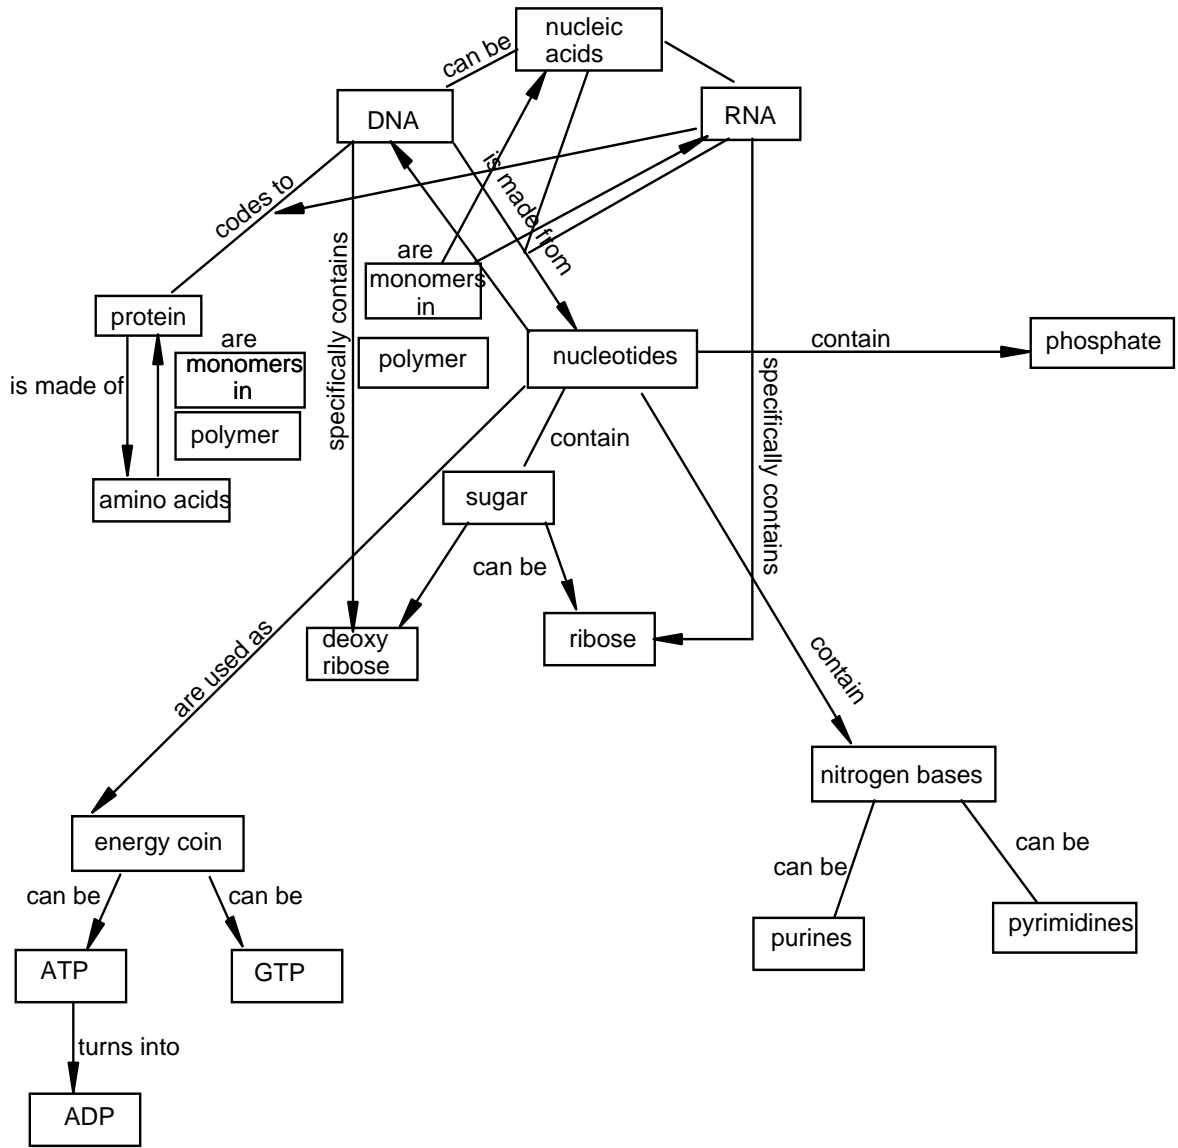 nucleic
acids
can be
DNA
RNA
is made from
codes to
are
monomers
in
specifically contains
protein
are
monomers
in
polymer
nucleotides
contain
phosphate
is made of
polymer
specifically contains
contain
amino acids
sugar
can be
deoxy
ribose
ribose
are used as
contain
nitrogen bases
energy coin
can be
can be
can be
can be
purines
pyrimidines
ATP
GTP
turns into
ADP